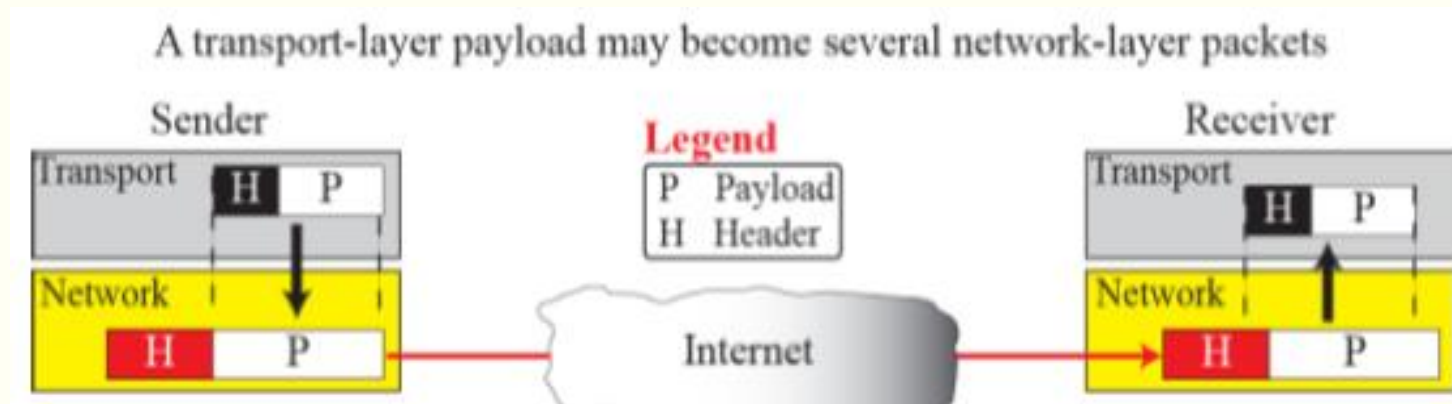 A transport-layer payload may become several network-layer packets
Sender
Receiver
Legend
P Payload
H Header
Transport
H P
Network
H P
Internet
Transport
H P
Network
H P